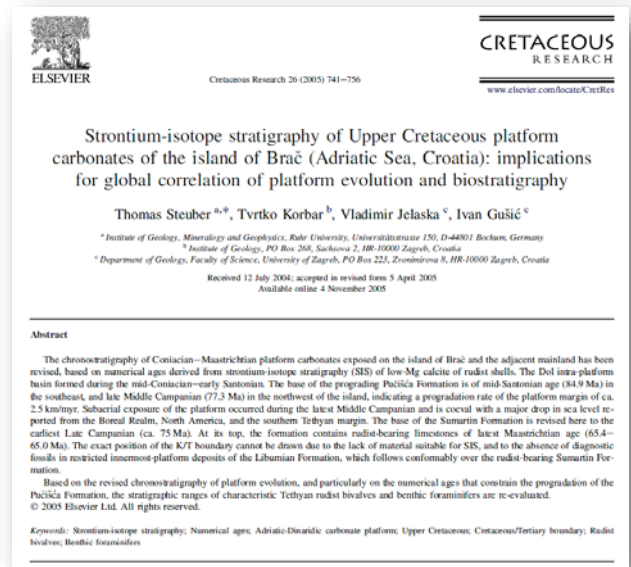 ELSEVIER
Cretaceous Research 26 (2005) 741–756
CRETACEOUS
RESEARCH
www.elsevier.com/locate/CretRes
Strontium-isotope stratigraphy of Upper Cretaceous platform
carbonates of the island of Brač (Adriatic Sea, Croatia): implications
for global correlation of platform evolution and biostratigraphy
Thomas Steuber a,*, Tvrtko Korbar b, Vladimir Jelaska c, Ivan Gušić c
a Institute of Geology, Mineralogy and Geophysics, Ruhr University, Universitätsstrasse 150, D-44801 Bochum, Germany
b Institute of Geology, PO Box 268, Sachsova 2, HR-10000 Zagreb, Croatia
c Department of Geology, Faculty of Science, University of Zagreb, PO Box 223, Zvonimirova 8, HR-10000 Zagreb, Croatia
Received 12 July 2004; accepted in revised form 5 April 2005
Available online 4 November 2005
Abstract
The chronostratigraphy of Coniacian–Maastrichtian platform carbonates exposed on the island of Brač and the adjacent mainland has been
revised, based on numerical ages derived from strontium-isotope stratigraphy (SIS) of low-Mg calcite of rudist shells. The Dol intra-platform
basin formed during the mid-Coniacian–early Santonian. The base of the prograding Pučišća Formation is of mid-Santonian age (84.9 Ma) in
the southeast, and late Middle Campanian (77.3 Ma) in the northwest of the island, indicating a progradation rate of the platform margin of ca.
2.5 km/myr. Subaerial exposure of the platform occurred during the latest Middle Campanian and is coeval with a major drop in sea level re-
ported from the Boreal Realm, North America, and the southern Tethyan margin. The base of the Sumartin Formation is revised here to the
earliest Late Campanian (ca. 75 Ma). At its top, the formation contains rudist-bearing limestones of latest Maastrichtian age (65.4–
65.0 Ma). The exact position of the K/T boundary cannot be drawn due to the lack of material suitable for SIS, and to the absence of diagnostic
fossils in restricted innermost-platform deposits of the Liburnian Formation, which follows conformably over the rudist-bearing Sumartin For-
mation.
Based on the revised chronostratigraphy of platform evolution, and particularly on the numerical ages that constrain the progradation of the
Pučišća Formation, the stratigraphic ranges of characteristic Tethyan rudist bivalves and benthic foraminifers are re-evaluated.
© 2005 Elsevier Ltd. All rights reserved.
Keywords: Strontium-isotope stratigraphy; Numerical ages; Adriatic-Dinaridic carbonate platform; Upper Cretaceous; Cretaceous/Tertiary boundary; Rudist
bivalves; Benthic foraminifers